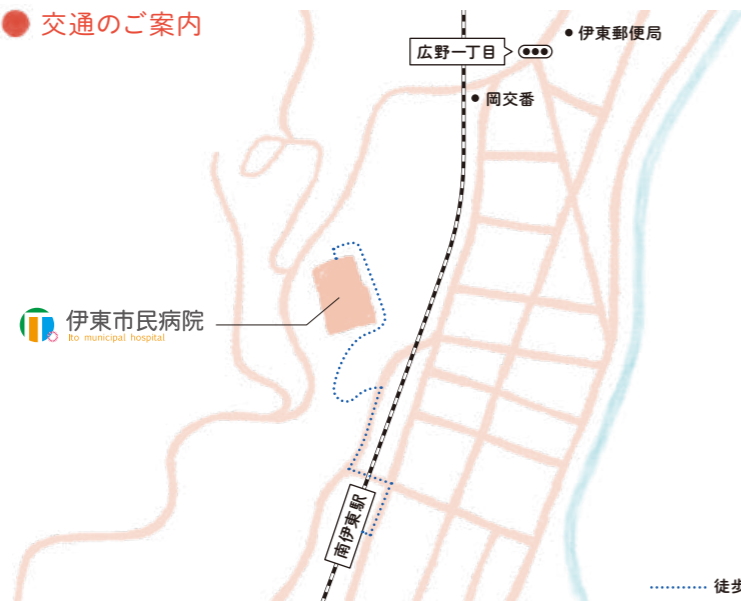 交通のご案内
伊東郵便局
広野一丁目
岡交番
伊東市民病院
Ito municipal hospital
南伊東駅
徒歩